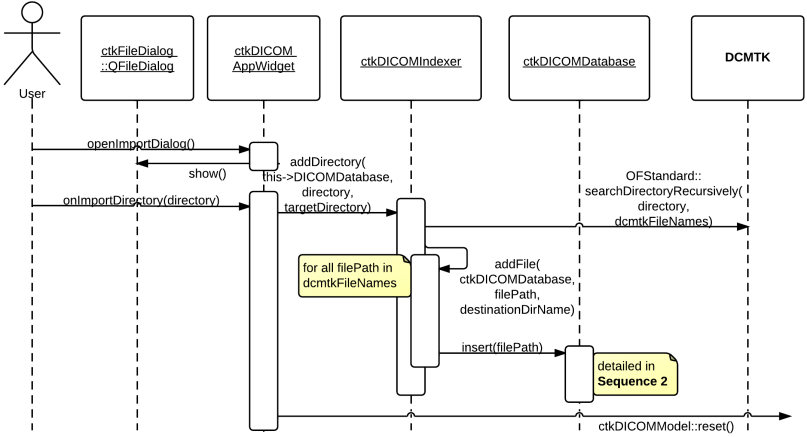 ctkFileDialog
::QFileDialog
ctkDICOM
AppWidget
ctkDICOMIndexer
ctkDICOMDatabase
DCMTK
User
openImportDialog()
show()
addDirectory(
this->DICOMDatabase,
directory,
targetDirectory)
OFStandard::
searchDirectoryRecursively(
directory,
dcmtkFileNames)
onImportDirectory(directory)
for all filePath in
dcmtkFileNames
addFile(
ctkDICOMDatabase,
filePath,
destinationDirName)
insert(filePath)
detailed in
Sequence 2
ctkDICOMModel::reset()